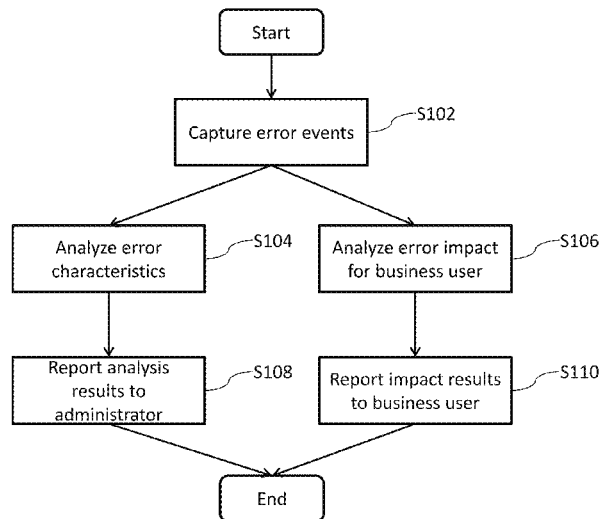 Start
Capture error events
S102
Analyze error
characteristics
S104
Analyze error impact
for business user
S106
Report analysis
results to
administrator
S108
Report impact results
to business user
S110
End